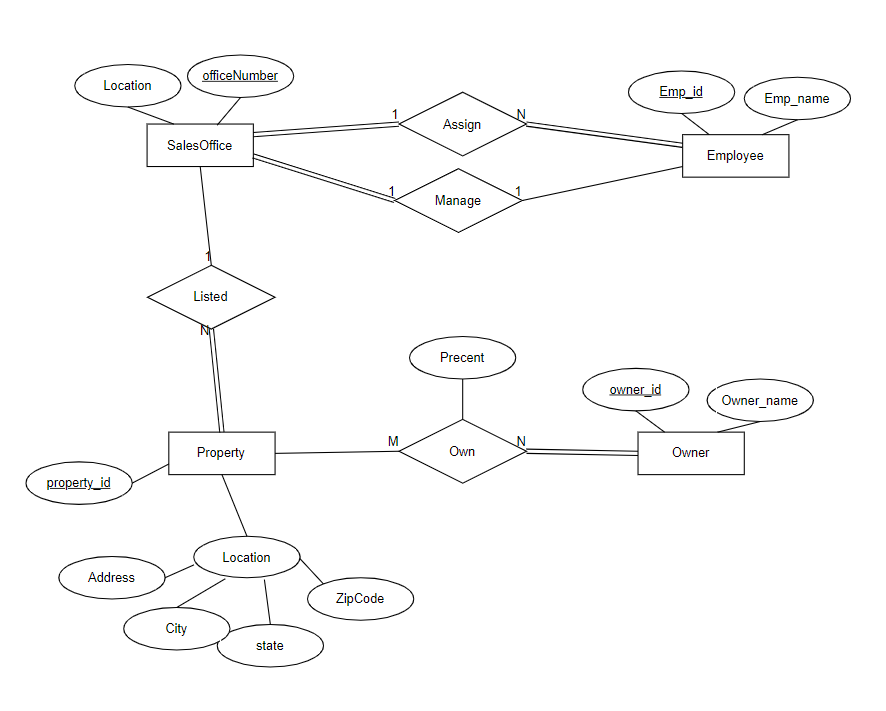 Location
officeNumber
Emp_id
Emp_name
SalesOffice
1
Assign
N
Employee
1
Manage
1
1
Listed
N
Precent
owner_id
Owner_name
Property
M
Own
N
Owner
property_id
Location
Address
ZipCode
City
state